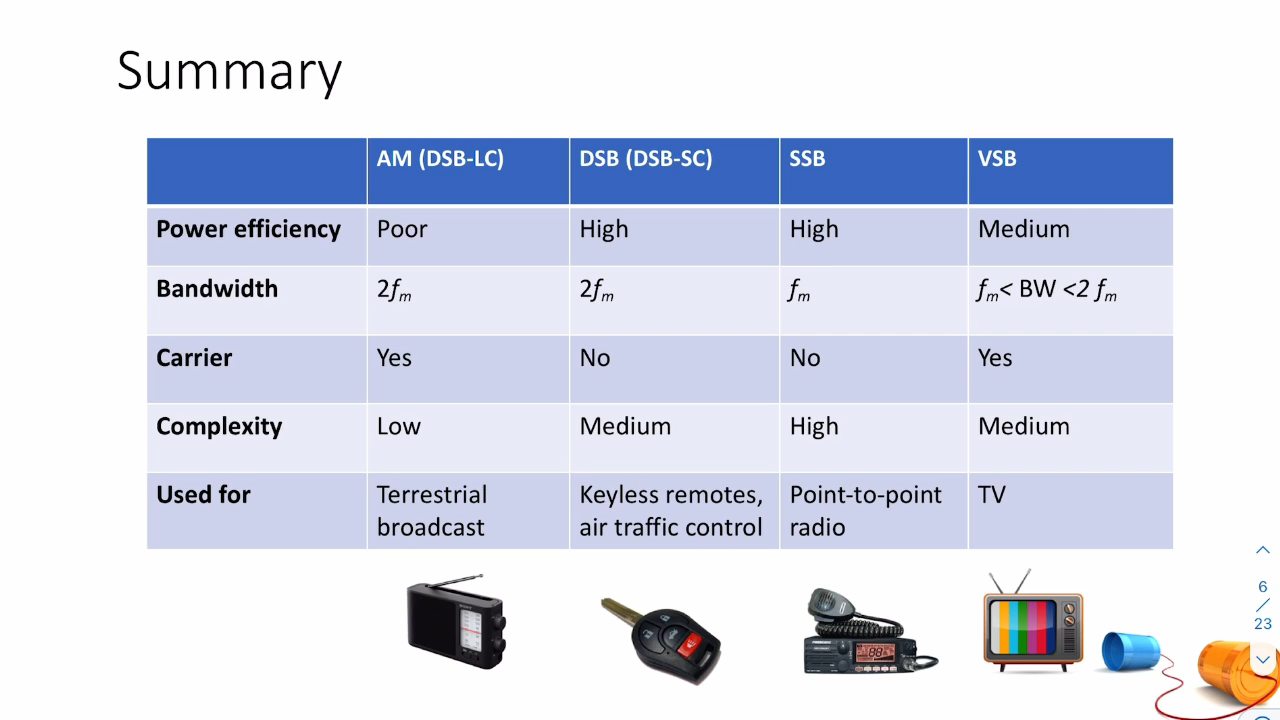 Summary
AM (DSB-LC) DSB (DSB-SC) SSB VSB
Power efficiency Poor High High Medium
Bandwidth 2fm 2fm fm fm< BW <2 fm
Carrier Yes No No Yes
Complexity Low Medium High Medium
Used for Terrestrial broadcast Keyless remotes, air traffic control Point-to-point radio TV
6
/
23